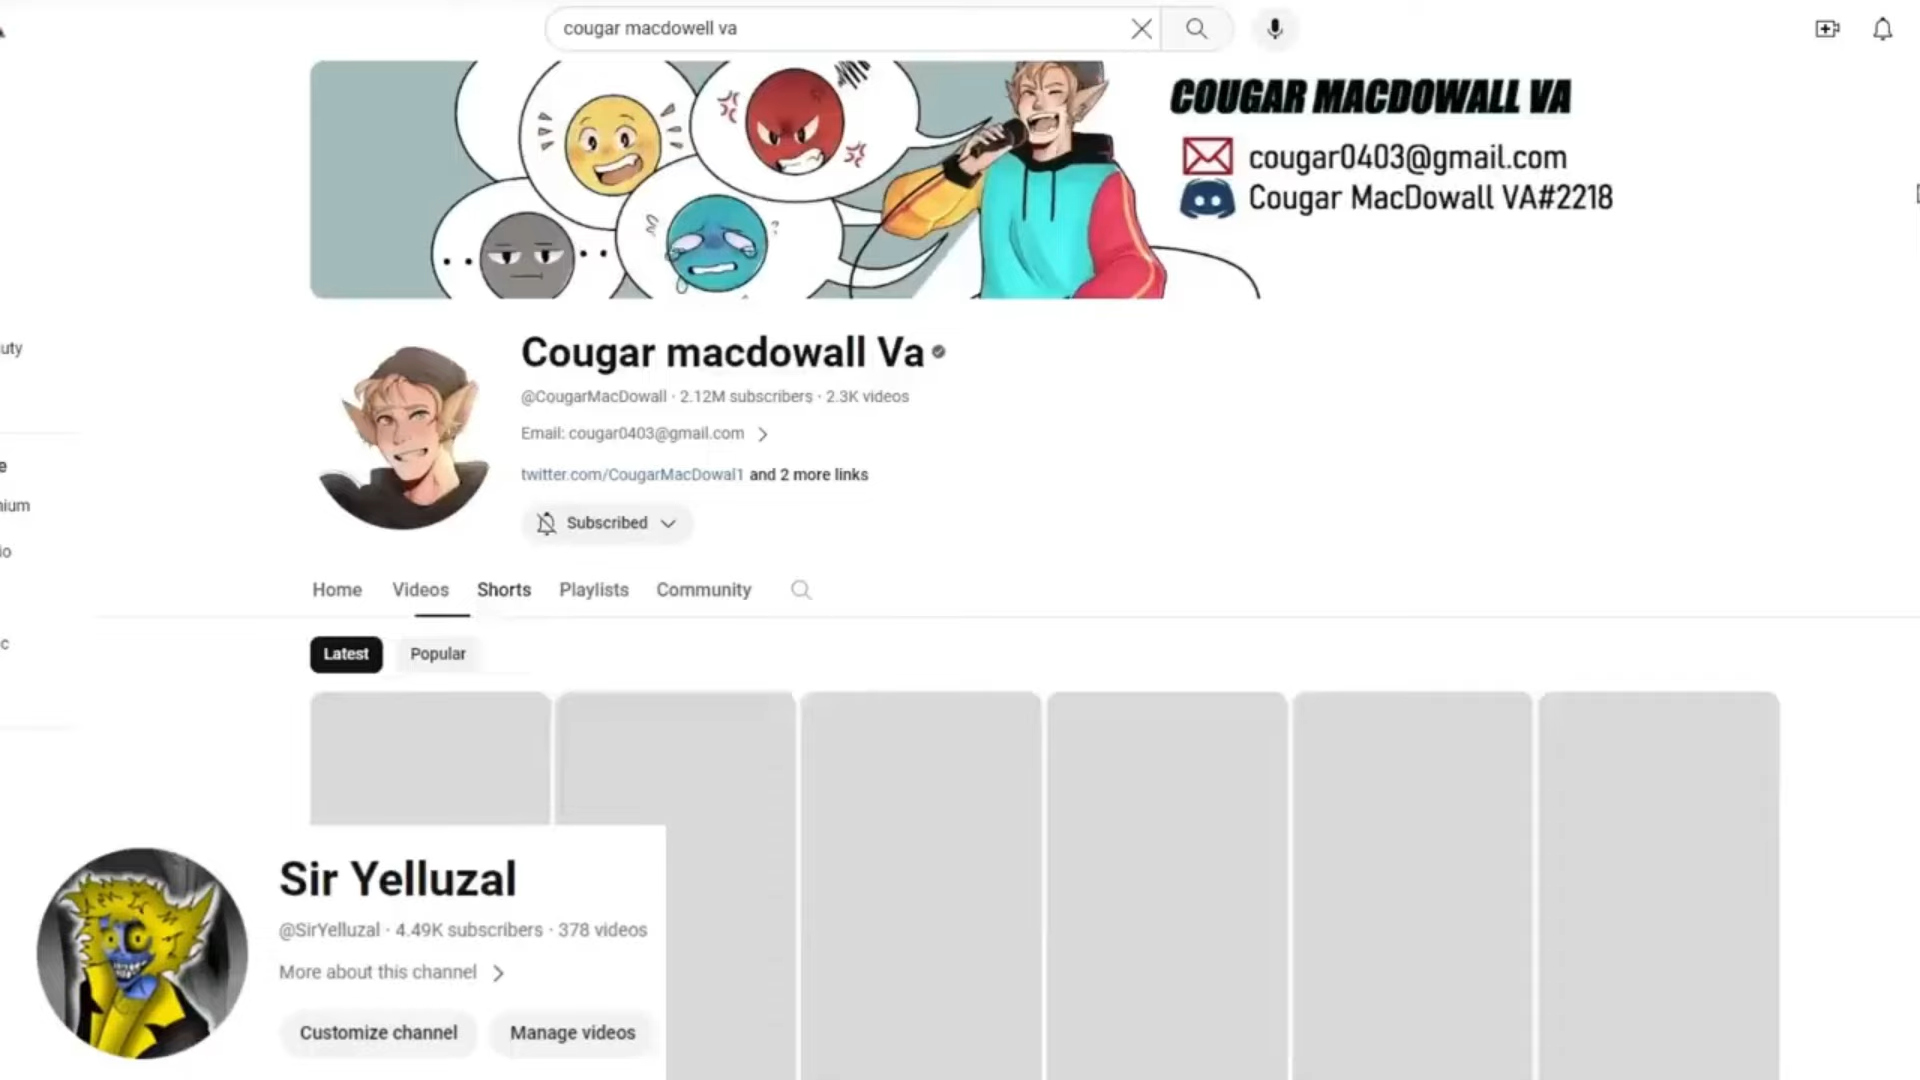 cougar macdowell va
COUGAR MACDOWALL VA
cougar0403@gmail.com
Cougar MacDowall VA#2218
Cougar macdowall Va
@CougarMacDowall · 2.12M subscribers · 2.3K videos
Email: cougar0403@gmail.com
twitter.com/CougarMacDowal1 and 2 more links
Subscribed
Home Videos Shorts Playlists Community
Latest Popular
uty
e
nium
io
c
Sir Yelluzal
@SirYelluzal · 4.49K subscribers · 378 videos
More about this channel
Customize channel Manage videos